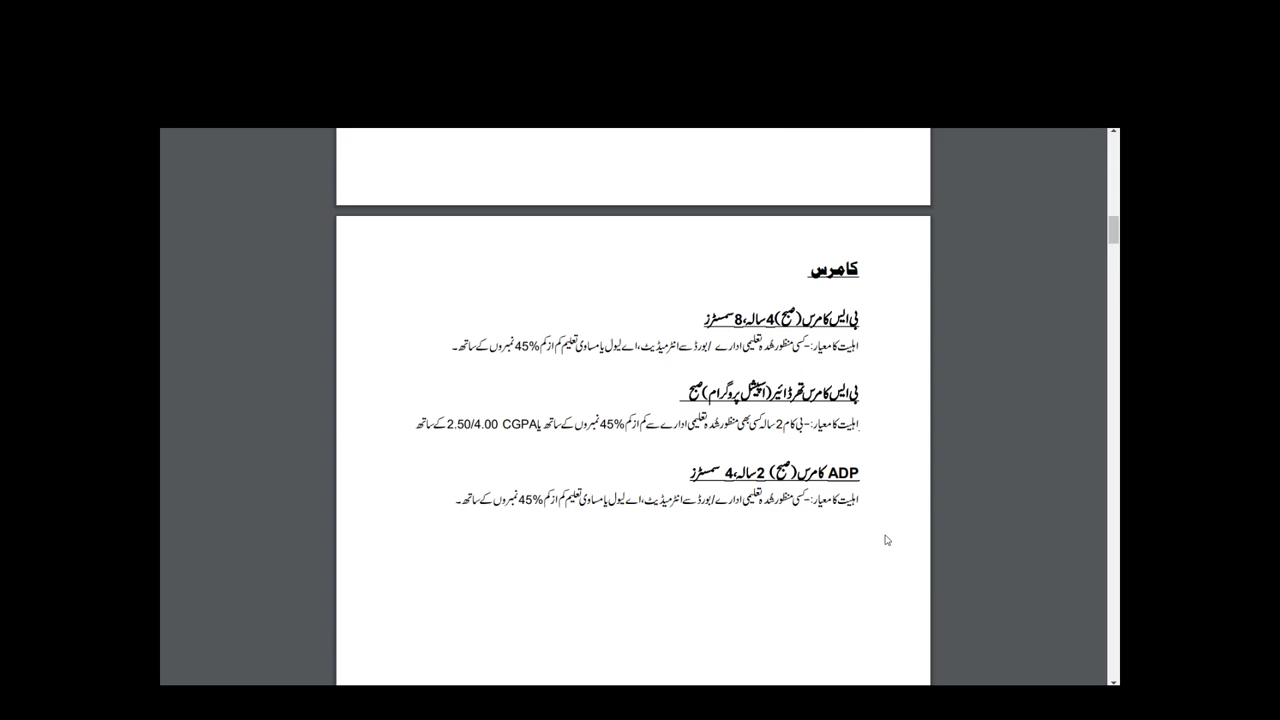 کامرس
بی ایس کامرس (صبح) 4 سالہ، 8 سمسٹرز
اہلیت کا معیار:- کسی منظور شدہ تعلیمی ادارے / بورڈ سے انٹرمیڈیٹ، اے لیول یا مساوی تعلیم کم از کم %45 نمبروں کے ساتھ۔
بی ایس کامرس تھرڈ ائیر (اسپیشل پروگرام) صبح
اہلیت کا معیار:- بی کام 2 سالہ کسی بھی منظور شدہ تعلیمی ادارے سے کم از کم %45 نمبروں کے ساتھ یا 2.50/4.00 CGPA کے ساتھ
ADP کامرس (صبح) 2 سالہ، 4 سمسٹرز
اہلیت کا معیار:- کسی منظور شدہ تعلیمی ادارے / بورڈ سے انٹرمیڈیٹ، اے لیول یا مساوی تعلیم کم از کم %45 نمبروں کے ساتھ۔